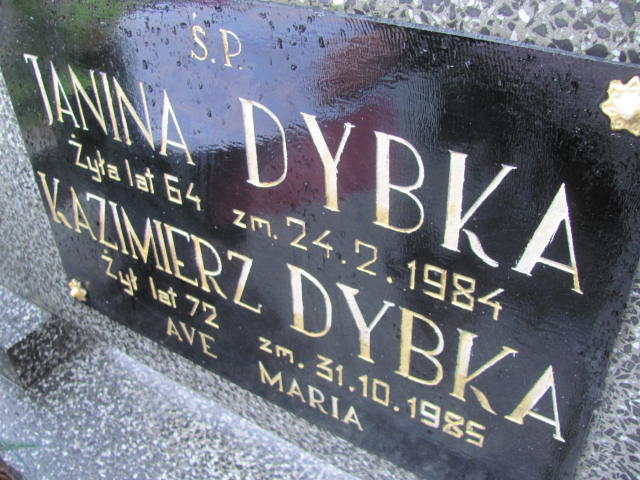 Ś.P.
JANINA DYBKA
Żyła lat 64 zm. 24.2.1984
KAZIMIERZ DYBKA
Żył lat 72 zm. 31.10.1985
AVE MARIA